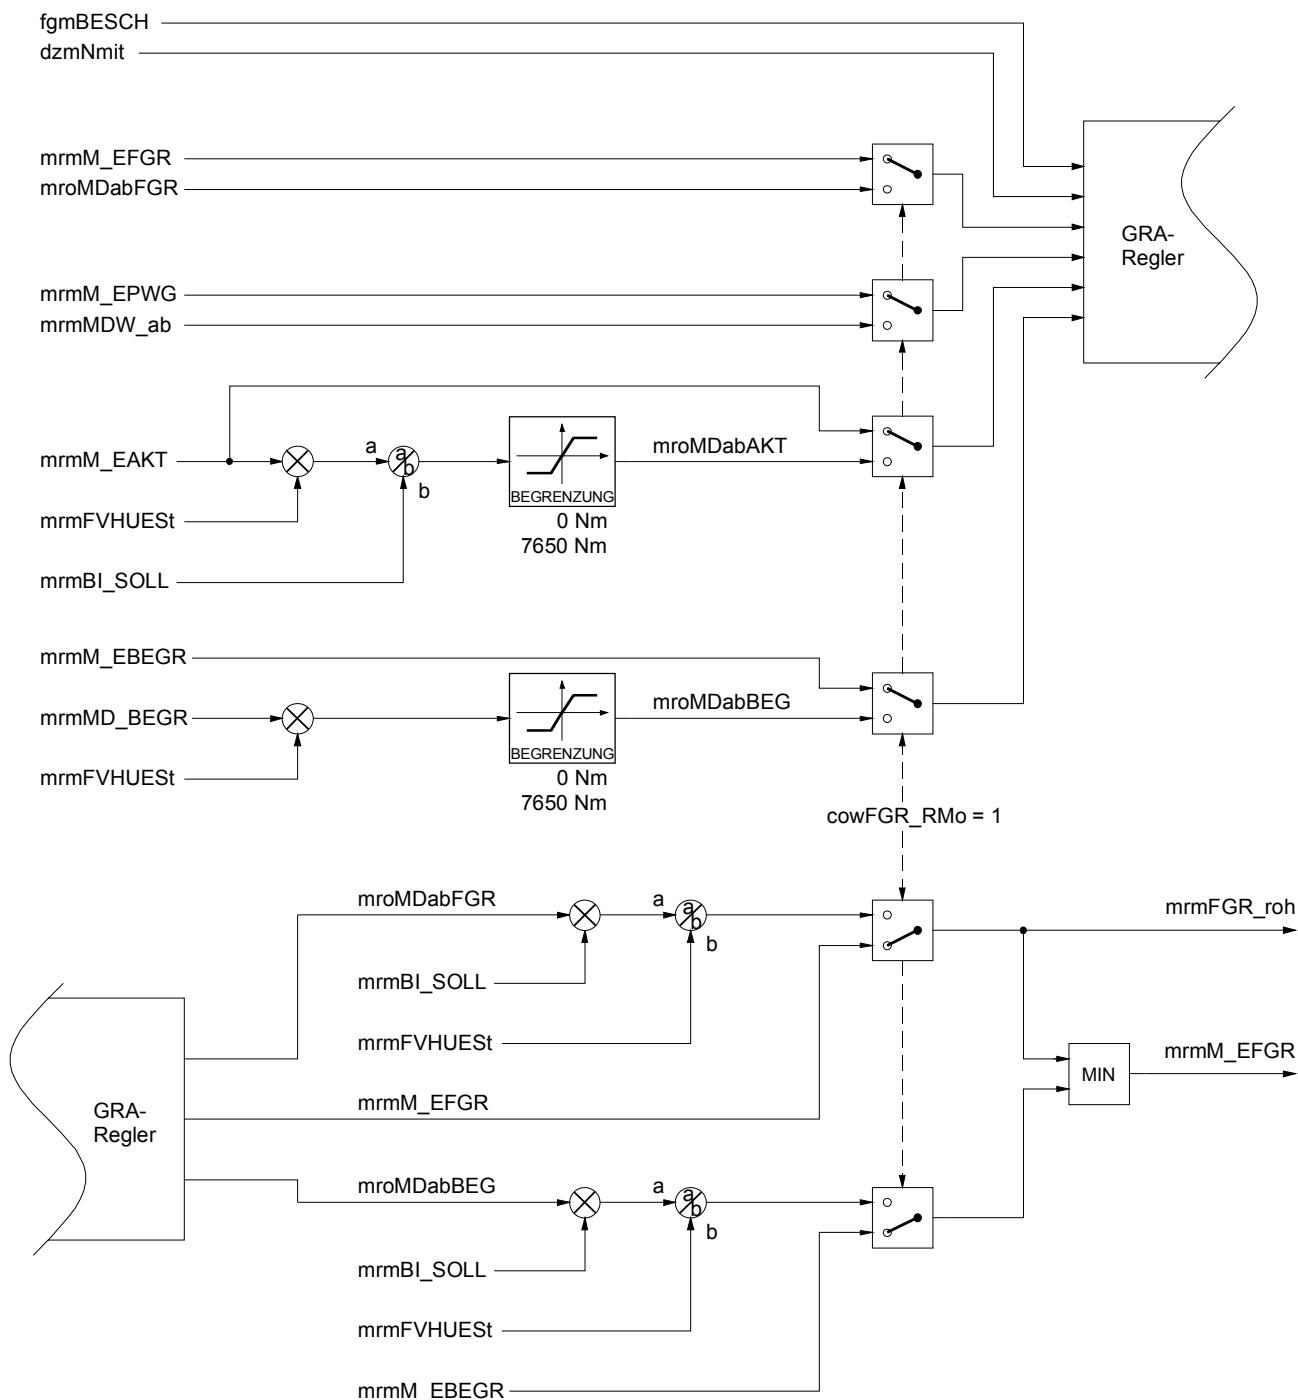 fgmBESCH
dzmNmit
mrmM_EFGR
mroMDabFGR
GRA-
Regler
mrmM_EPWG
mrmMDW_ab
mrmM_EAKT
a
a
b
b
mroMDabAKT
BEGRENZUNG
mrmFVHUESt
0 Nm
7650 Nm
mrmBI_SOLL
mrmM_EBEGR
mrmMD_BEGR
mroMDabBEG
BEGRENZUNG
mrmFVHUESt
0 Nm
7650 Nm
cowFGR_RMo = 1
mroMDabFGR
a
a
b
b
mrmFGR_roh
mrmBI_SOLL
mrmFVHUESt
mrmM_EFGR
MIN
mrmM_EFGR
GRA-
Regler
mroMDabBEG
a
a
b
b
mrmBI_SOLL
mrmFVHUESt
mrmM_EBEGR